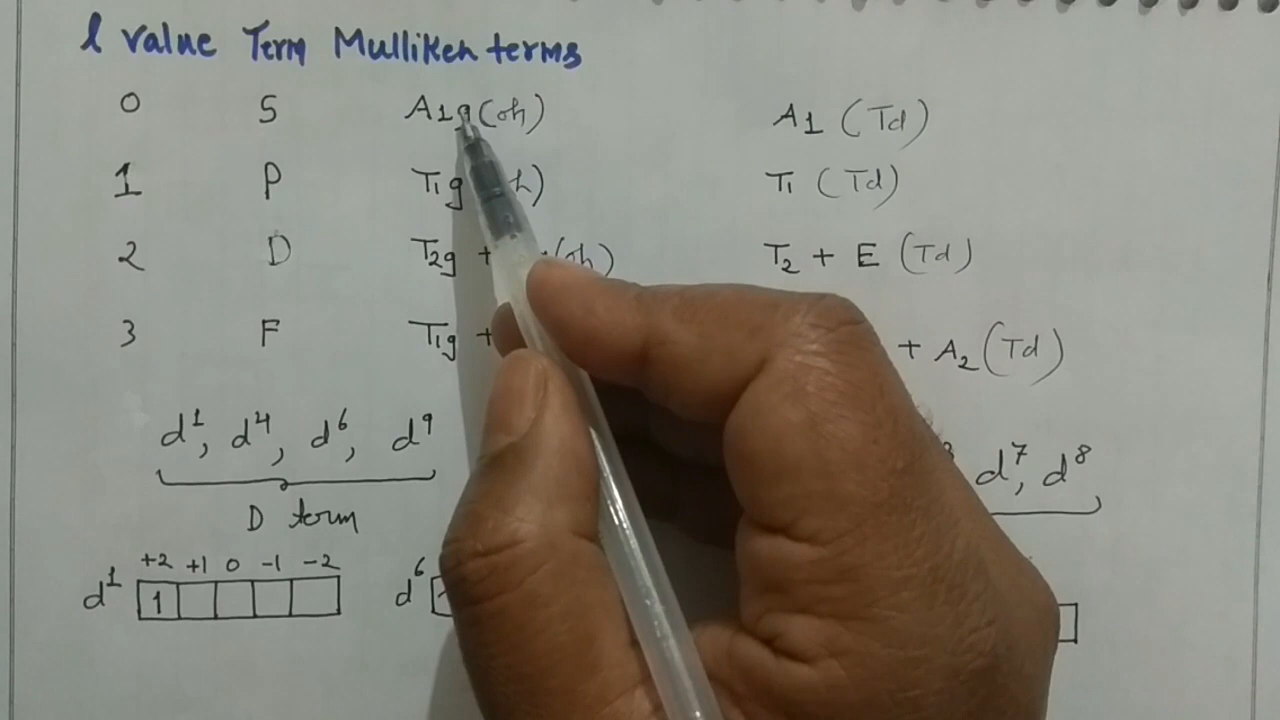 l value Term Mulliken terms
0 S A1g (oh) A1 (Td)
1 P T1g h) T1 (Td)
2 D T2g + (oh) T2 + E (Td)
3 F T1g + + A2 (Td)
d1, d4, d6, d9 d7, d8
D term
+2 +1 0 -1 -2
d1 1 d6